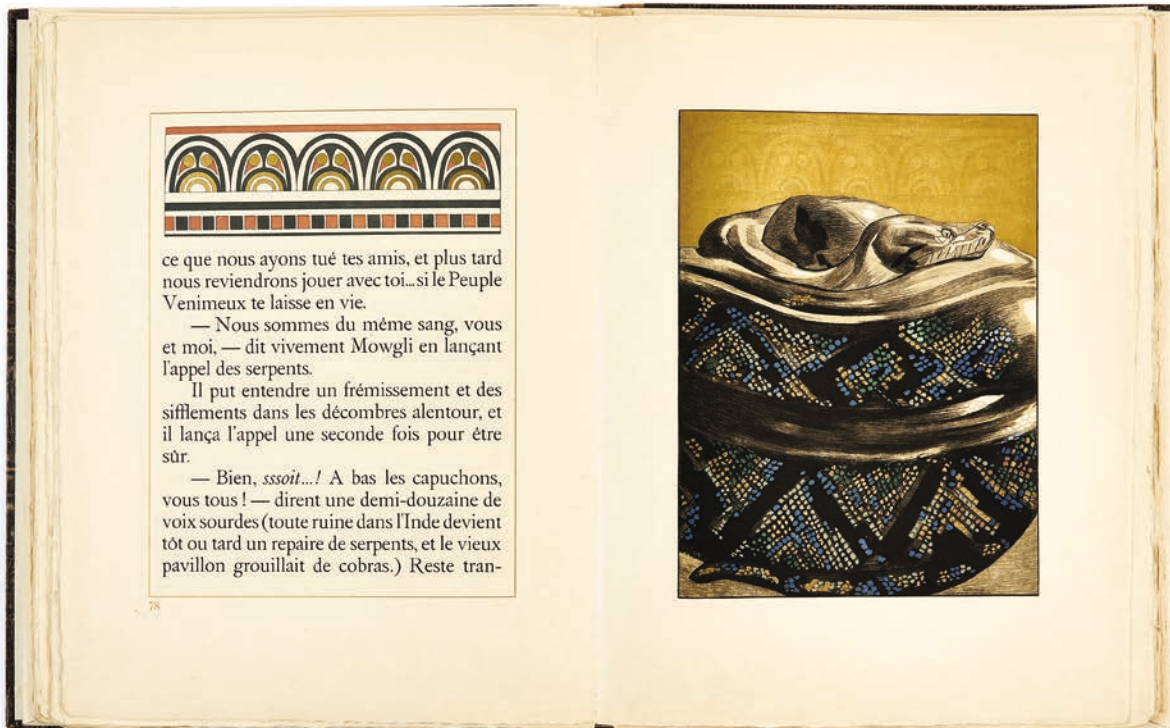 ce que nous ayons tué tes amis, et plus tard
nous reviendrons jouer avec toi...si le Peuple
Venimeux te laisse en vie.
— Nous sommes du même sang, vous
et moi, — dit vivement Mowgli en lançant
l'appel des serpents.
Il put entendre un frémissement et des
sifflements dans les décombres alentour, et
il lança l'appel une seconde fois pour être
sûr.
— Bien, sssoit...! A bas les capuchons,
vous tous ! — dirent une demi-douzaine de
voix sourdes (toute ruine dans l'Inde devient
tôt ou tard un repaire de serpents, et le vieux
pavillon grouillait de cobras.) Reste tran-
78